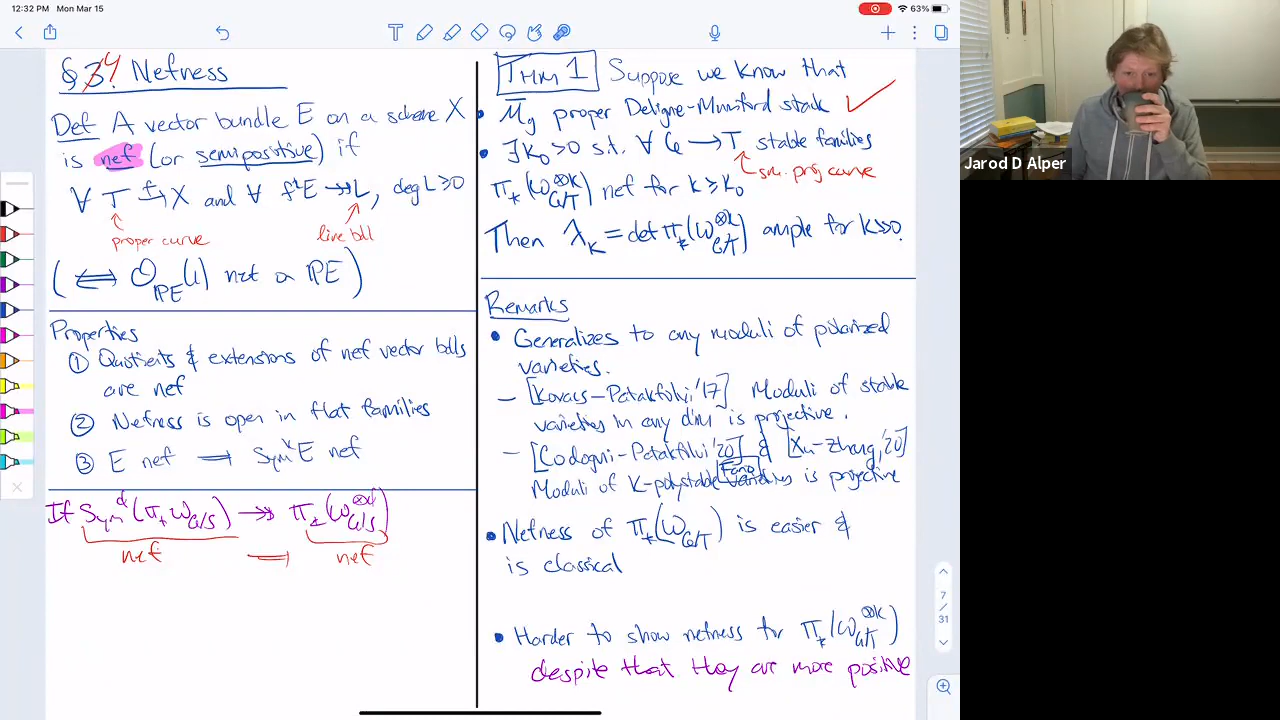 12:32 PM Mon Mar 15
63%
§ 4 Nefness
Def A vector bundle E on a scheme X
is nef (or semipositive) if
∀ T →f X and ∀ f*E ↠ L, deg L ≥ 0
proper curve
line bdl
(⟺ O_PE(1) nef on PE)
Properties
① Quotients & extensions of nef vector bdls
are nef
② Nefness is open in flat families
③ E nef ⟹ Sym^k E nef
If Sym^d(π_* ω_C/S) ↠ π_*(ω_C/S^⊗d)
nef ⟹ nef
THM 1 Suppose we know that
• M̄g proper Deligne-Mumford stack ✓
• ∃ k₀ > 0 s.t. ∀ C → T stable families
sm. proj curve
π_*(ω_C/T^⊗k) nef for k ≥ k₀
Then λ_k = det π_*(ω_C/T^⊗k) ample for k≫0.
Remarks
• Generalizes to any moduli of polarized
varieties.
– [Kovacs-Patakfalvi '17] Moduli of stable
varieties in any dim is projective.
– [Codogni-Patakfalvi '20] & [Xu-Zhang, '20]
Fano
Moduli of K-polystable varieties is projective
• Nefness of π_*(ω_C/T) is easier &
is classical
• Harder to show nefness for π_*(ω_C/T^⊗k)
despite that they are more positive
7
/
31
Jarod D Alper